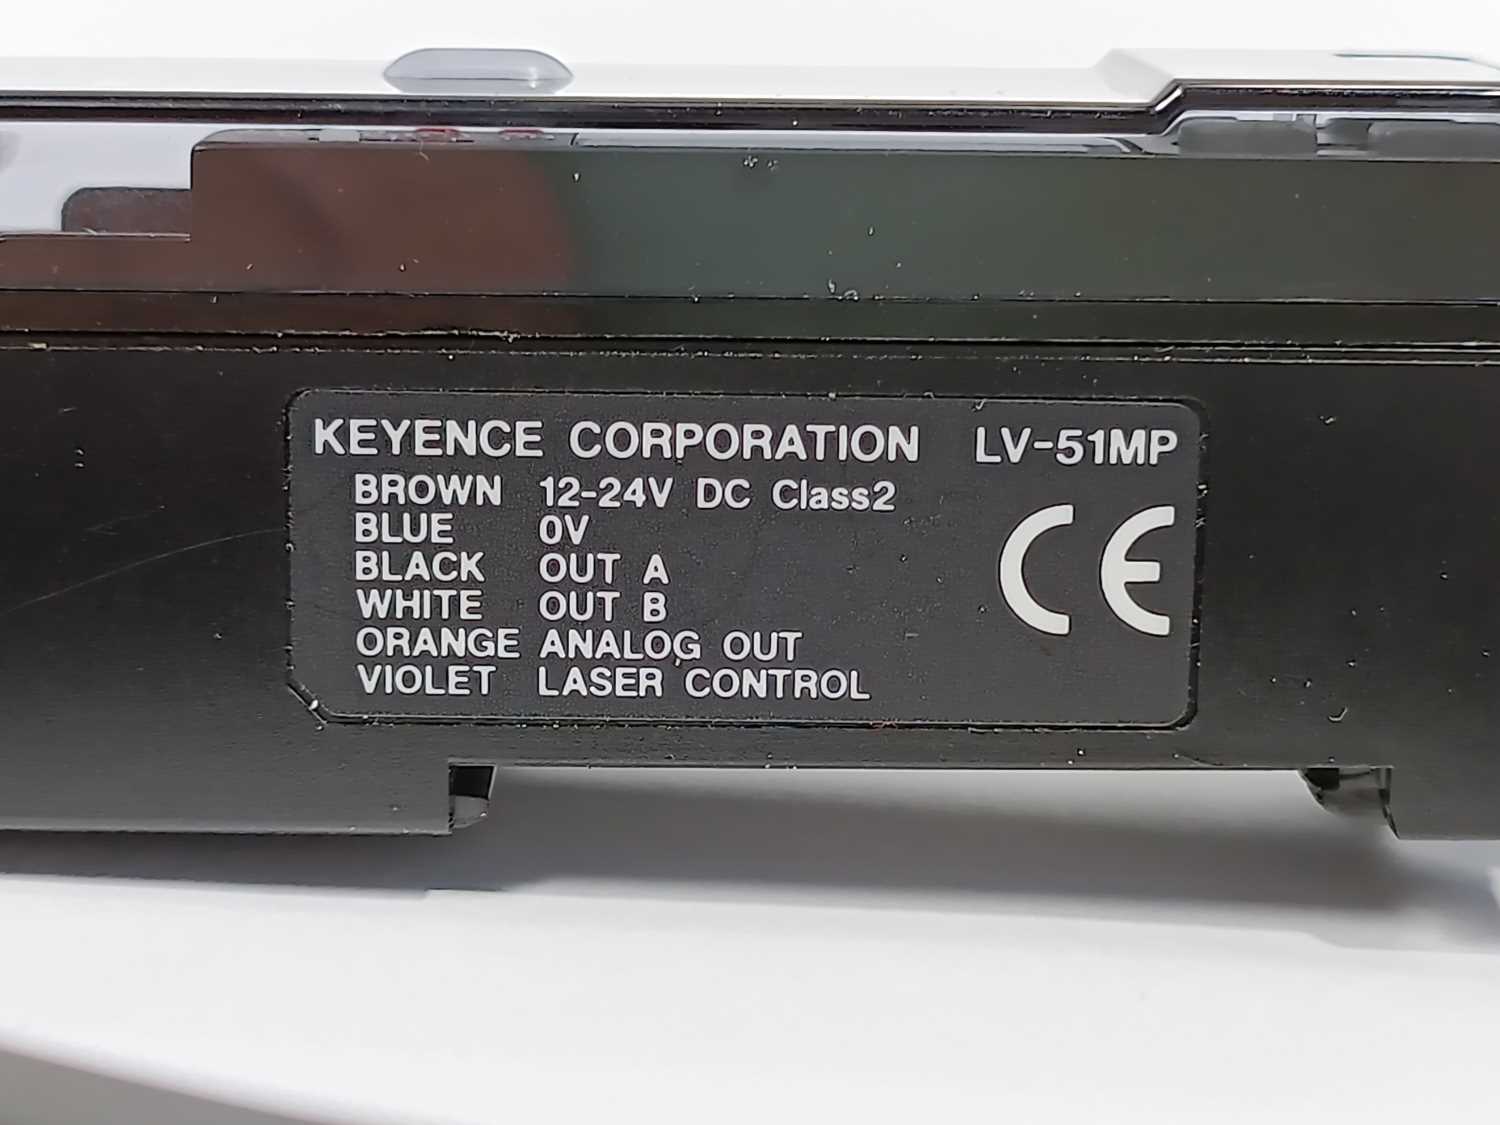 KEYENCE CORPORATION LV-51MP
BROWN 12-24V DC Class2
BLUE 0V
BLACK OUT A
WHITE OUT B
ORANGE ANALOG OUT
VIOLET LASER CONTROL
CE